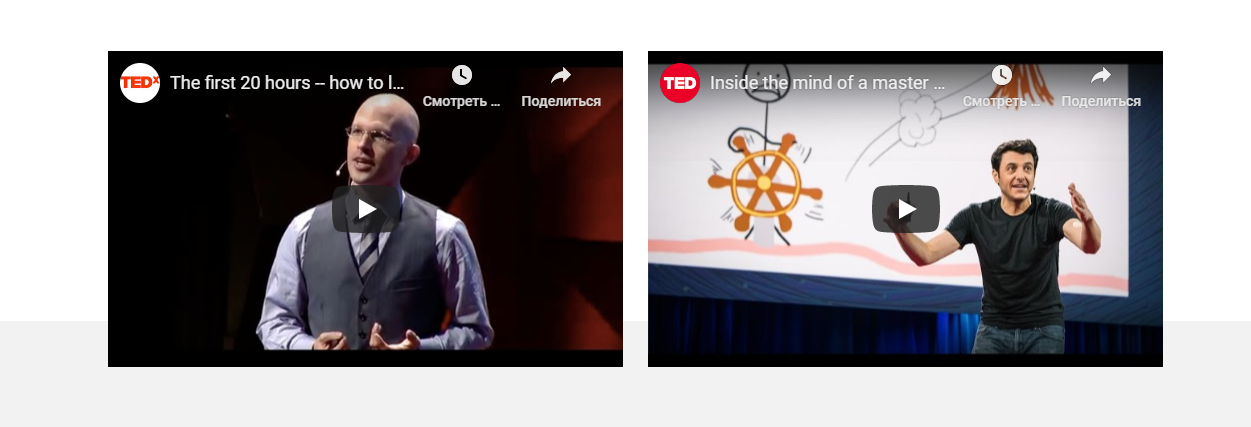 TEDx
The first 20 hours -- how to l...
Смотреть ...
Поделиться
TED
Inside the mind of a master ...
Смотреть ...
Поделиться